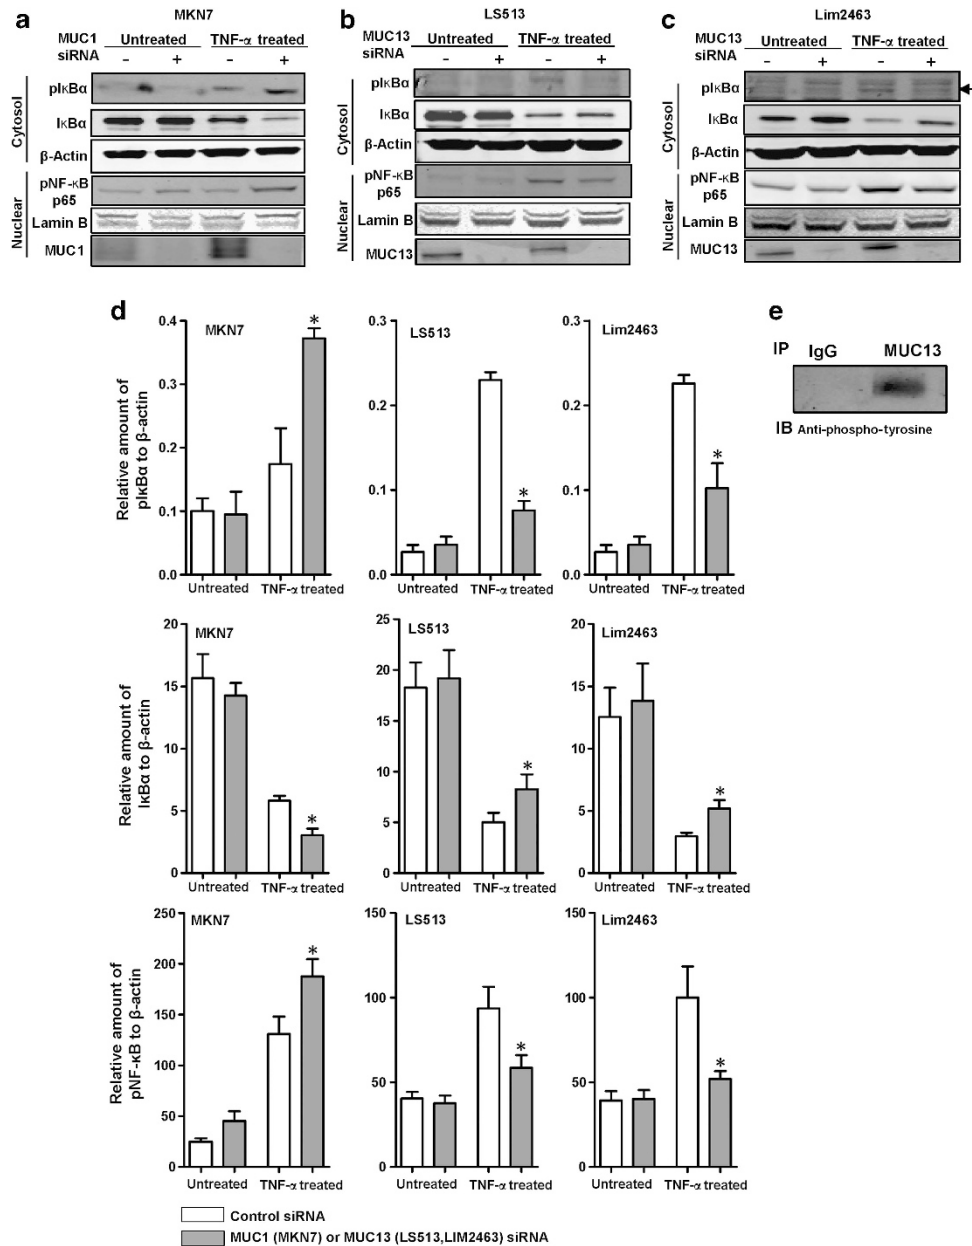 a
MKN7
MUC1
siRNA
Untreated
TNF-α treated
- + - +
Cytosol
pIκBα
IκBα
β-Actin
Nuclear
pNF-κB
p65
Lamin B
MUC1
b
LS513
MUC13
siRNA
Untreated
TNF-α treated
- + - +
Cytosol
pIκBα
IκBα
β-Actin
Nuclear
pNF-κB
p65
Lamin B
MUC13
c
Lim2463
MUC13
siRNA
Untreated
TNF-α treated
- + - +
Cytosol
pIκBα
IκBα
β-Actin
Nuclear
pNF-κB
p65
Lamin B
MUC13
d
Relative amount of
pIκBα to β-actin
MKN7
0.4
0.3
0.2
0.1
0.0
*
Untreated
TNF-α treated
LS513
0.3
0.2
0.1
0.0
*
Untreated
TNF-α treated
Lim2463
0.3
0.2
0.1
0.0
*
Untreated
TNF-α treated
e
IP
IgG
MUC13
IB Anti-phospho-tyrosine
Relative amount of
IκBα to β-actin
MKN7
20
15
10
5
0
*
Untreated
TNF-α treated
LS513
25
20
15
10
5
0
*
Untreated
TNF-α treated
Lim2463
20
15
10
5
0
*
Untreated
TNF-α treated
Relative amount of
pNF-κB to β-actin
MKN7
250
200
150
100
50
0
*
Untreated
TNF-α treated
LS513
150
100
50
0
*
Untreated
TNF-α treated
Lim2463
150
100
50
0
*
Untreated
TNF-α treated
Control siRNA
MUC1 (MKN7) or MUC13 (LS513,LIM2463) siRNA